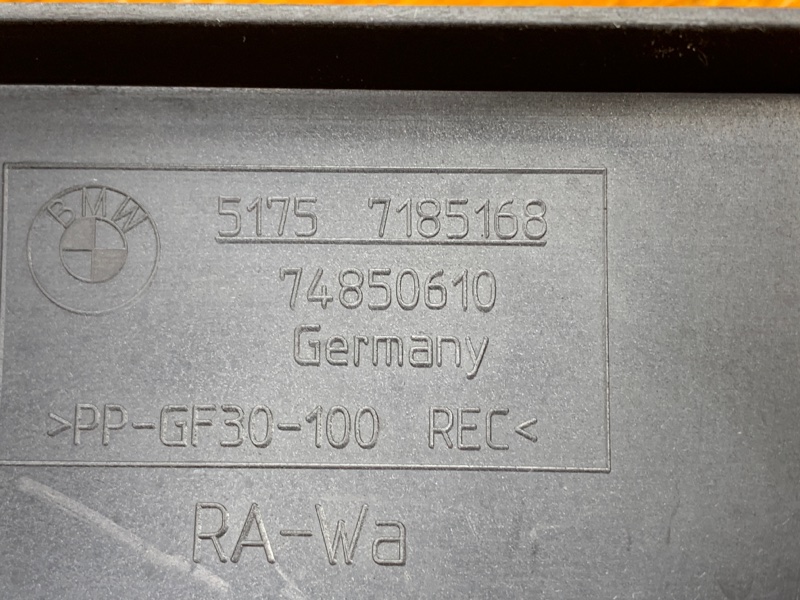 BMW
5175 7185168
74850610
Germany
>PP-GF30-100 REC<
RA-Wa